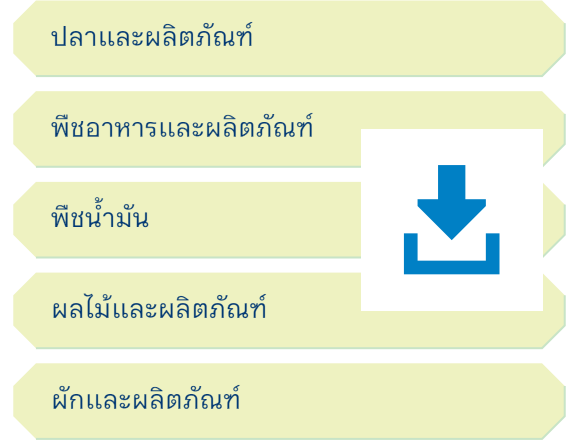 ปลาและผลิตภัณฑ์
พืชอาหารและผลิตภัณฑ์
พืชน้ำมัน
ผลไม้และผลิตภัณฑ์
ผักและผลิตภัณฑ์